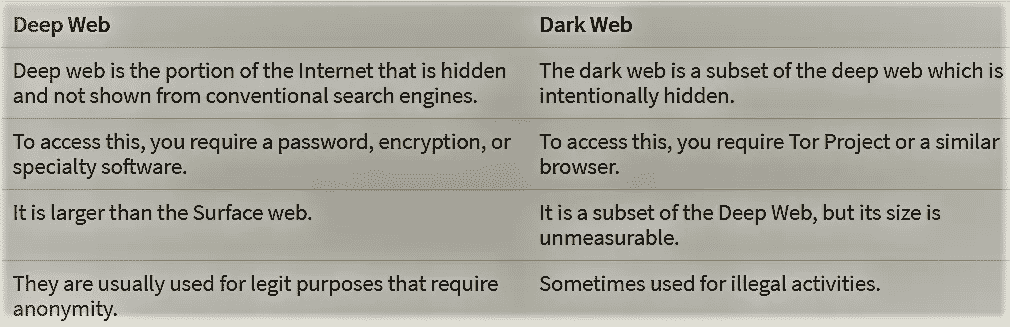 Deep Web
Dark Web
Deep web is the portion of the Internet that is hidden
and not shown from conventional search engines.
The dark web is a subset of the deep web which is
intentionally hidden.
To access this, you require a password, encryption, or
specialty software.
To access this, you require Tor Project or a similar
browser.
It is larger than the Surface web.
It is a subset of the Deep Web, but its size is
unmeasurable.
They are usually used for legit purposes that require
anonymity.
Sometimes used for illegal activities.